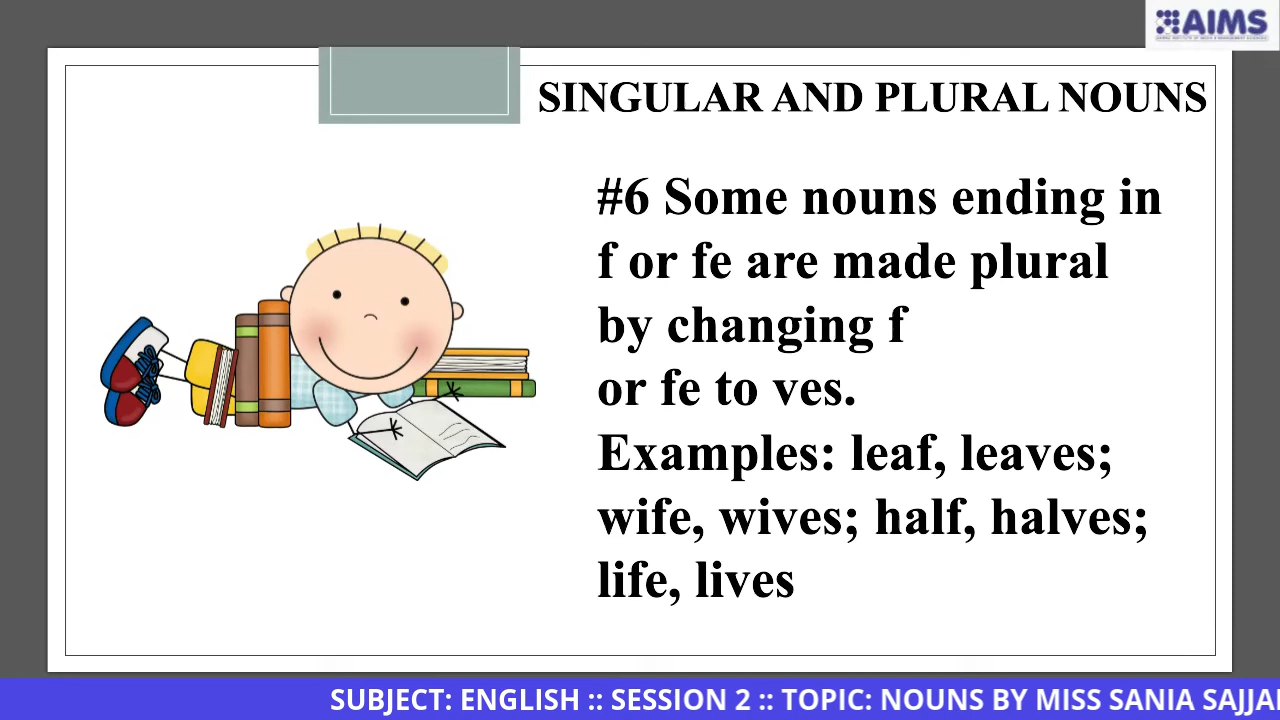 AIMS
SINGULAR AND PLURAL NOUNS
#6 Some nouns ending in
f or fe are made plural
by changing f
or fe to ves.
Examples: leaf, leaves;
wife, wives; half, halves;
life, lives
SUBJECT: ENGLISH :: SESSION 2 :: TOPIC: NOUNS BY MISS SANIA